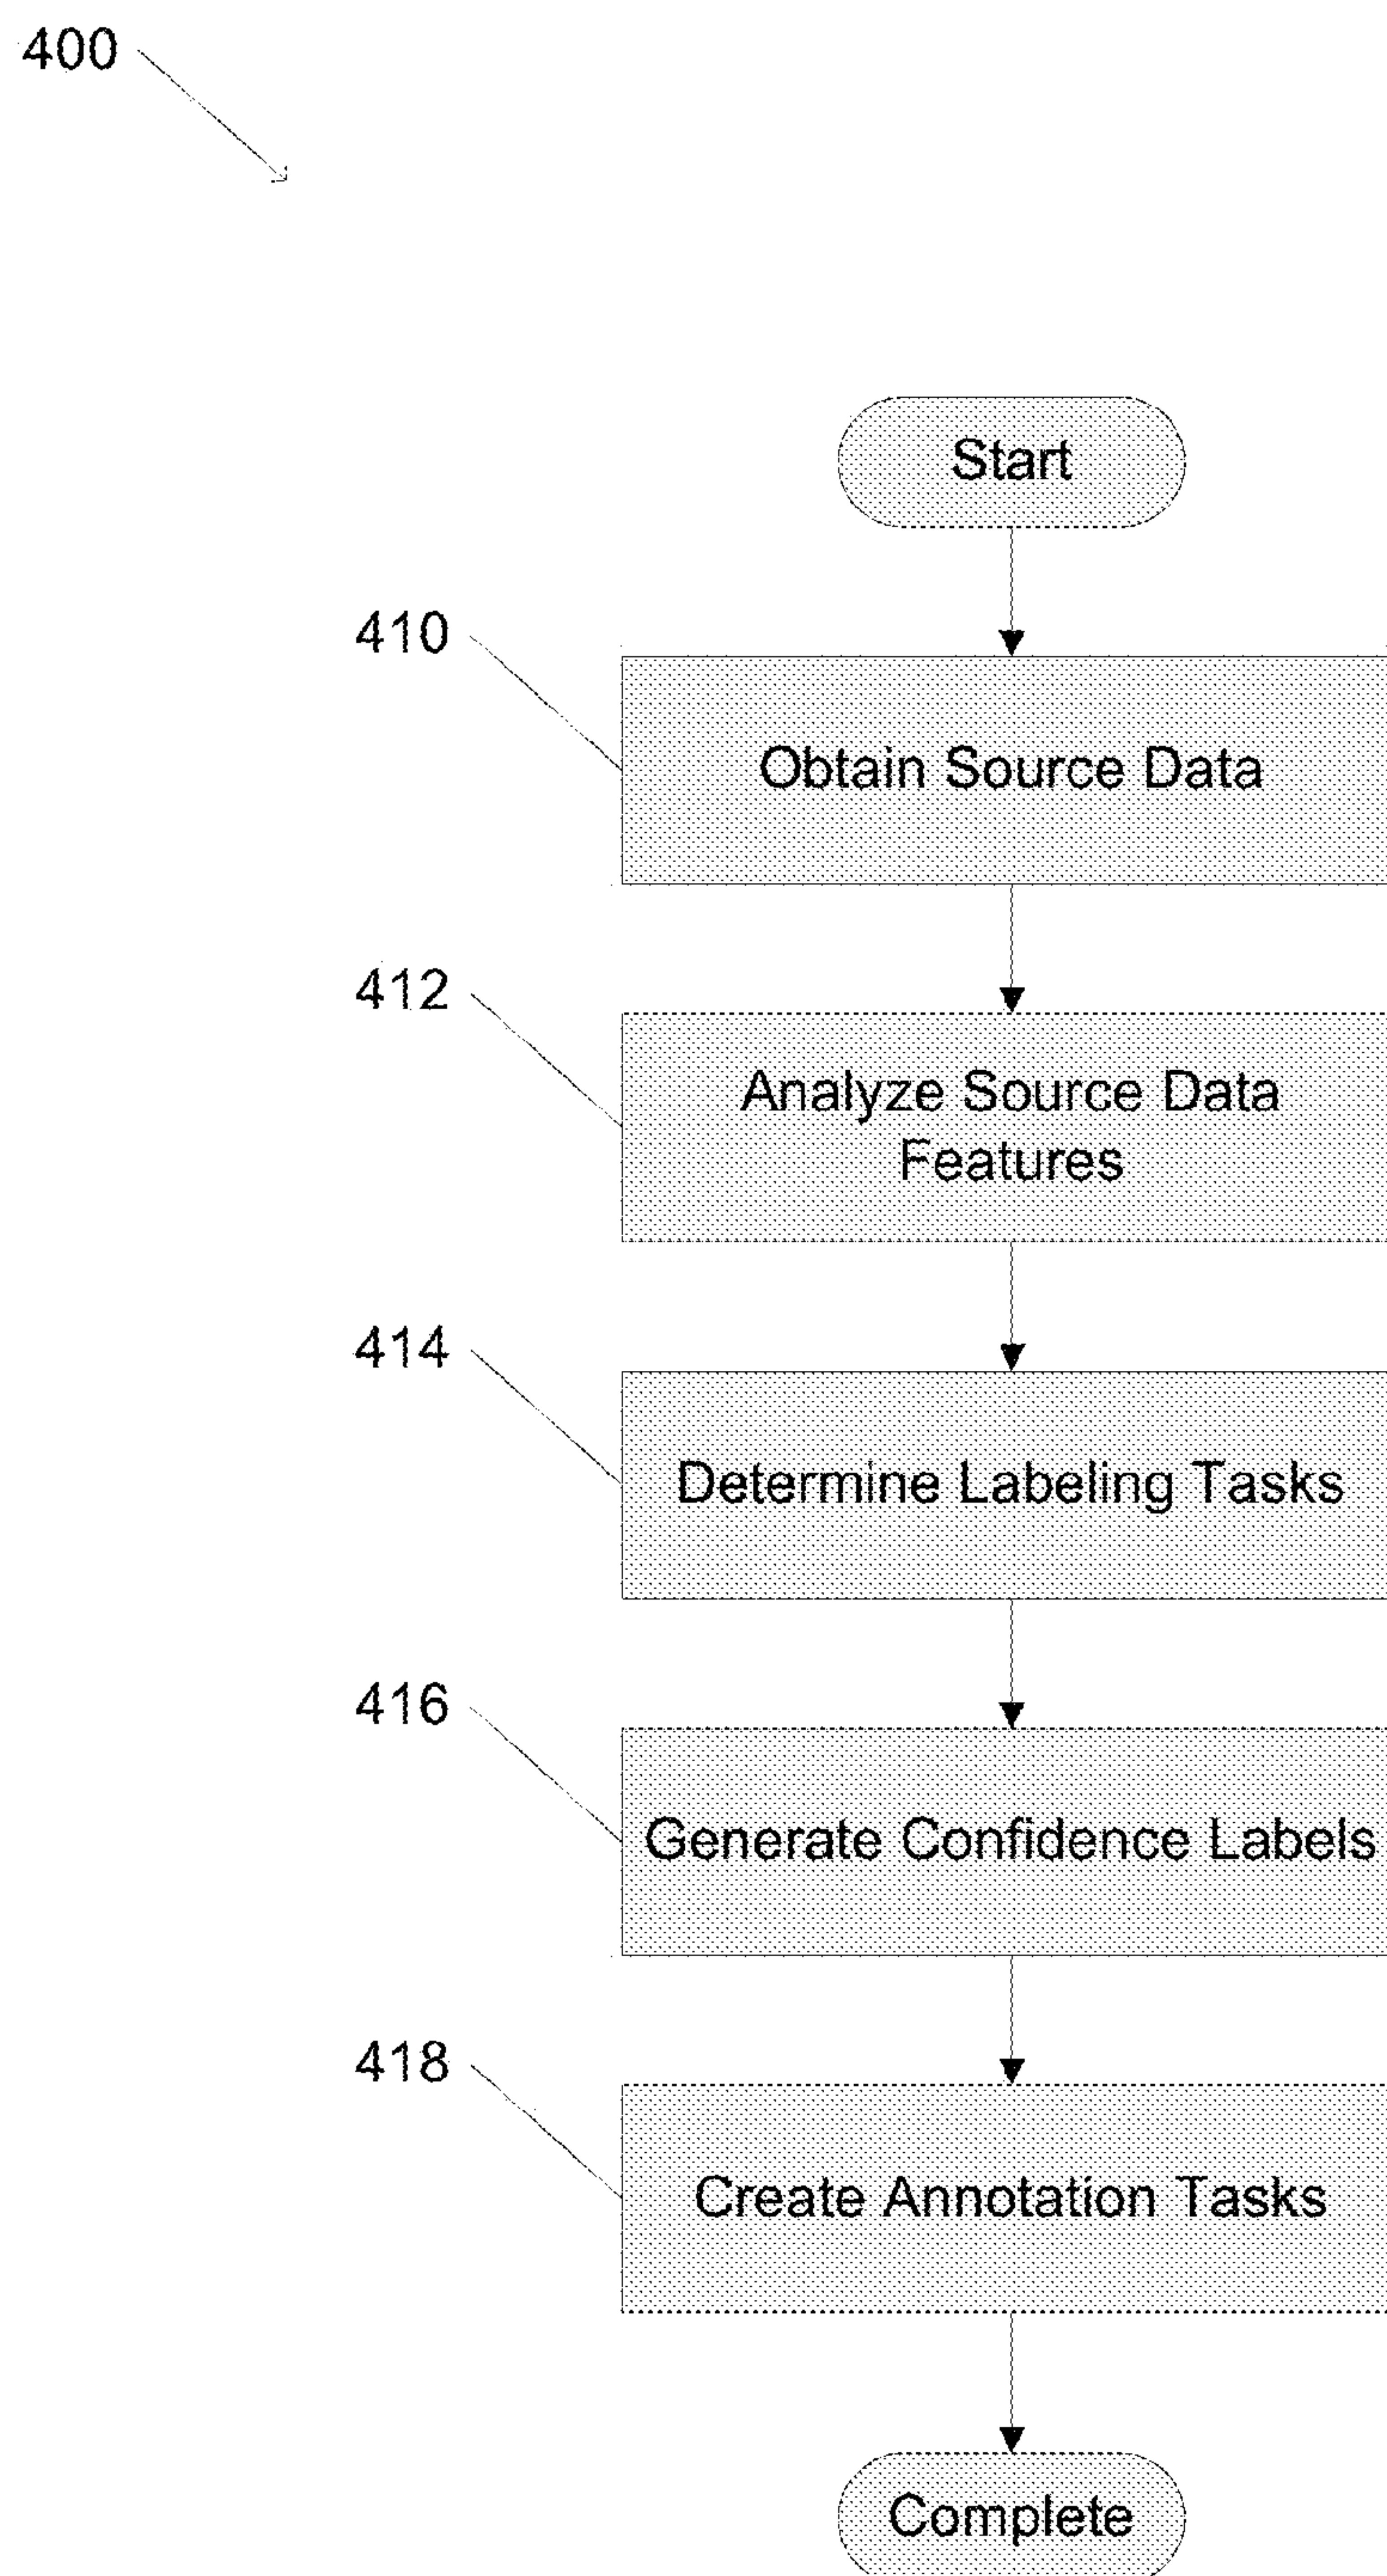 400
Start
410
Obtain Source Data
412
Analyze Source Data
Features
414
Determine Labeling Tasks
416
Generate Confidence Labels
418
Create Annotation Tasks
Complete